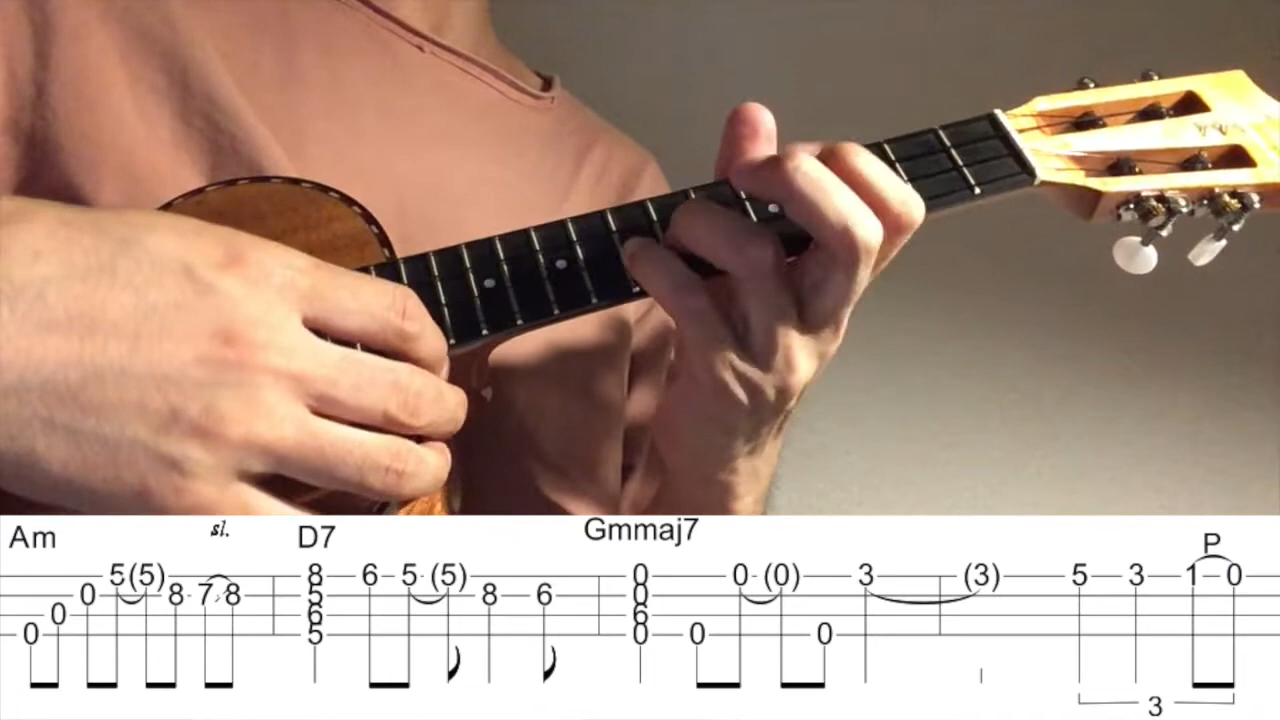 Am sl. D7 Gmmaj7 P
5 (5) 8 6 5 (5) 0 0 (0) 3 (3) 5 3 1 0
0 8 7 8 5 8 6 0
0 6 6
0 5 0 0 0
3